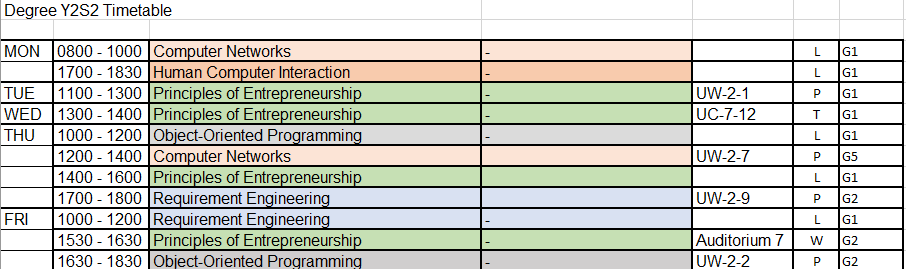 Degree Y2S2 Timetable
MON 0800 - 1000 Computer Networks - L G1
1700 - 1830 Human Computer Interaction - L G1
TUE 1100 - 1300 Principles of Entrepreneurship - UW-2-1 P G1
WED 1300 - 1400 Principles of Entrepreneurship - UC-7-12 T G1
THU 1000 - 1200 Object-Oriented Programming - L G1
1200 - 1400 Computer Networks UW-2-7 P G5
1400 - 1600 Principles of Entrepreneurship L G1
1700 - 1800 Requirement Engineering UW-2-9 P G2
FRI 1000 - 1200 Requirement Engineering - L G1
1530 - 1630 Principles of Entrepreneurship - Auditorium 7 W G2
1630 - 1830 Object-Oriented Programming - UW-2-2 P G2